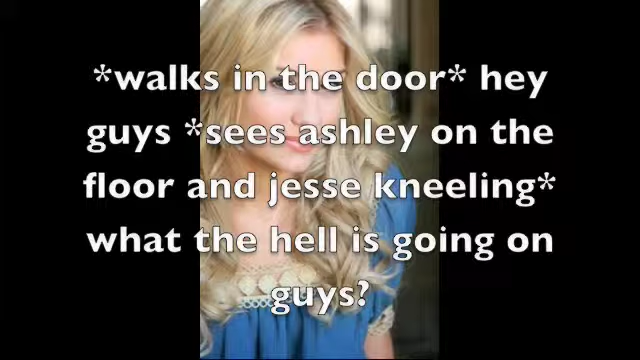 *walks in the door* hey
guys *sees ashley on the
floor and jesse kneeling*
what the hell is going on
guys?